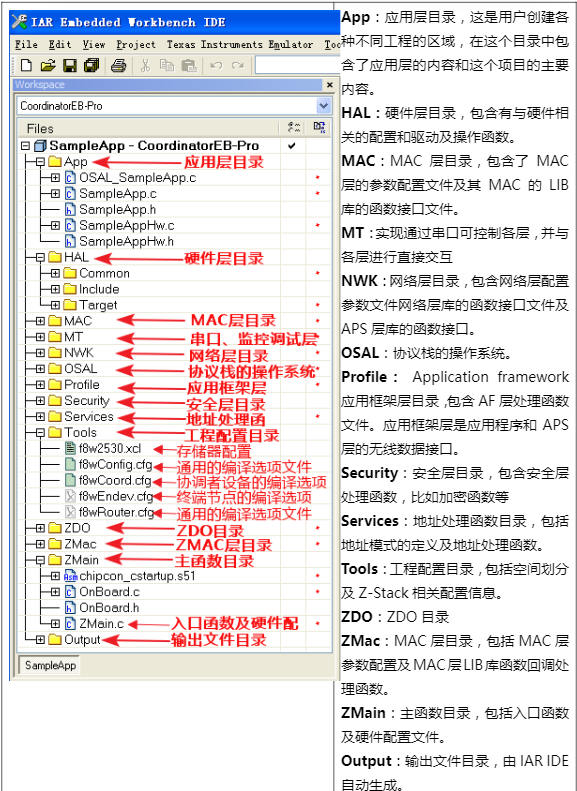 IAR Embedded Workbench IDE
File Edit View Project Texas Instruments Emulator
Workspace
CoordinatorEB-Pro
Files
SampleApp - CoordinatorEB-Pro
App 应用层目录
OSAL_SampleApp.c
SampleApp.c
SampleApp.h
SampleAppHw.c
SampleAppHw.h
HAL 硬件层目录
Common
Include
Target
MAC MAC层目录
MT 串口、监控调试层
NWK 网络层目录
OSAL 协议栈的操作系统
Profile 应用框架层
Security 安全层目录
Services 地址处理函
Tools 工程配置目录
f8w2530.xcl 存储器配置
f8wConfig.cfg 通用的编译选项文件
f8wCoord.cfg 协调者设备的编译选项
f8wEndev.cfg 终端节点的编译选项
f8wRouter.cfg 通用的编译选项文件
ZDO ZDO目录
ZMac ZMAC层目录
ZMain 主函数目录
chipcon_cstartup.s51
OnBoard.c
OnBoard.h
ZMain.c 入口函数及硬件配
Output 输出文件目录
SampleApp
App：应用层目录，这是用户创建各
种不同工程的区域，在这个目录中包
含了应用层的内容和这个项目的主要
内容。
HAL：硬件层目录，包含有与硬件相
关的配置和驱动及操作函数。
MAC：MAC 层目录，包含了 MAC
层的参数配置文件及其 MAC 的 LIB
库的函数接口文件。
MT：实现通过串口可控制各层，并与
各层进行直接交互
NWK：网络层目录，包含网络层配置
参数文件网络层库的函数接口文件及
APS 层库的函数接口。
OSAL：协议栈的操作系统。
Profile： Application framework
应用框架层目录,包含 AF 层处理函数
文件。应用框架层是应用程序和 APS
层的无线数据接口。
Security：安全层目录，包含安全层
处理函数，比如加密函数等
Services：地址处理函数目录，包括
地址模式的定义及地址处理函数。
Tools：工程配置目录，包括空间划分
及 Z-Stack 相关配置信息。
ZDO：ZDO 目录
ZMac：MAC 层目录，包括 MAC 层
参数配置及MAC层LIB库函数回调处
理函数。
ZMain：主函数目录，包括入口函数
及硬件配置文件。
Output：输出文件目录，由 IAR IDE
自动生成。